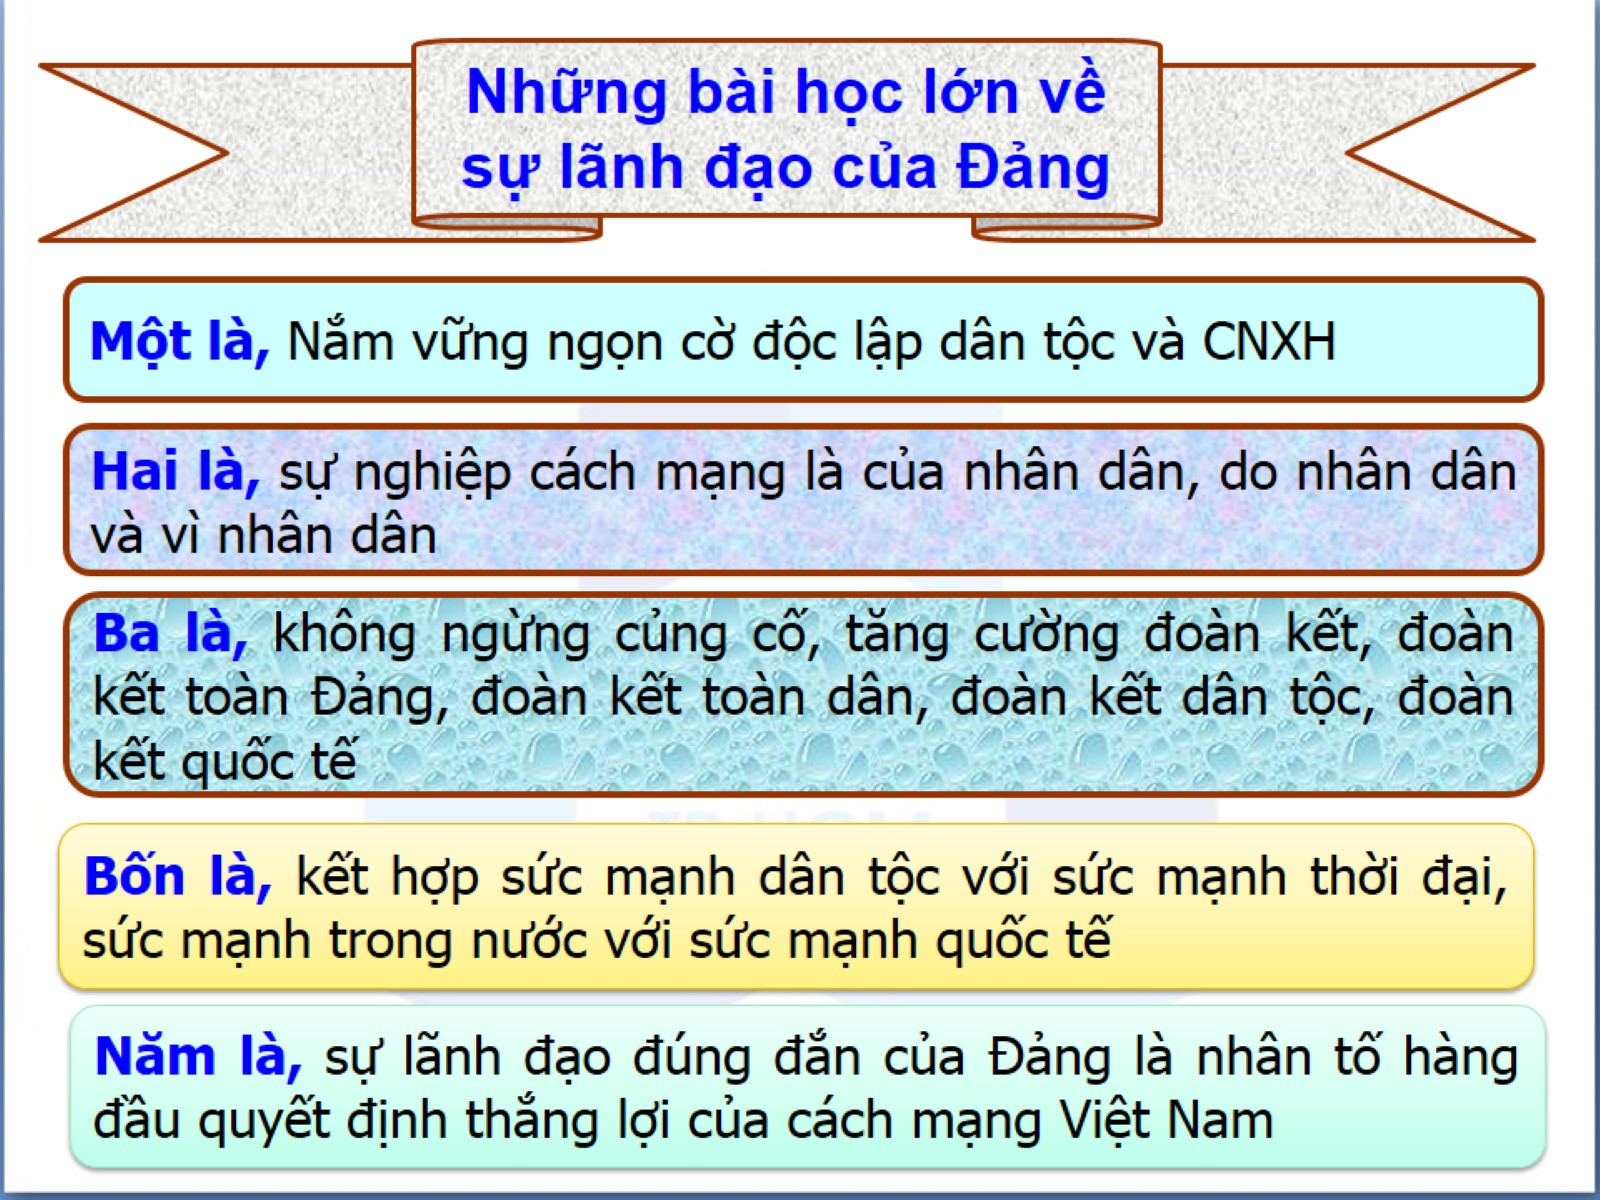 Những bài học lớn về
sự lãnh đạo của Đảng
Một là, Nắm vững ngọn cờ độc lập dân tộc và CNXH
Hai là, sự nghiệp cách mạng là của nhân dân, do nhân dân
và vì nhân dân
Ba là, không ngừng củng cố, tăng cường đoàn kết, đoàn
kết toàn Đảng, đoàn kết toàn dân, đoàn kết dân tộc, đoàn
kết quốc tế
Bốn là, kết hợp sức mạnh dân tộc với sức mạnh thời đại,
sức mạnh trong nước với sức mạnh quốc tế
Năm là, sự lãnh đạo đúng đắn của Đảng là nhân tố hàng
đầu quyết định thắng lợi của cách mạng Việt Nam